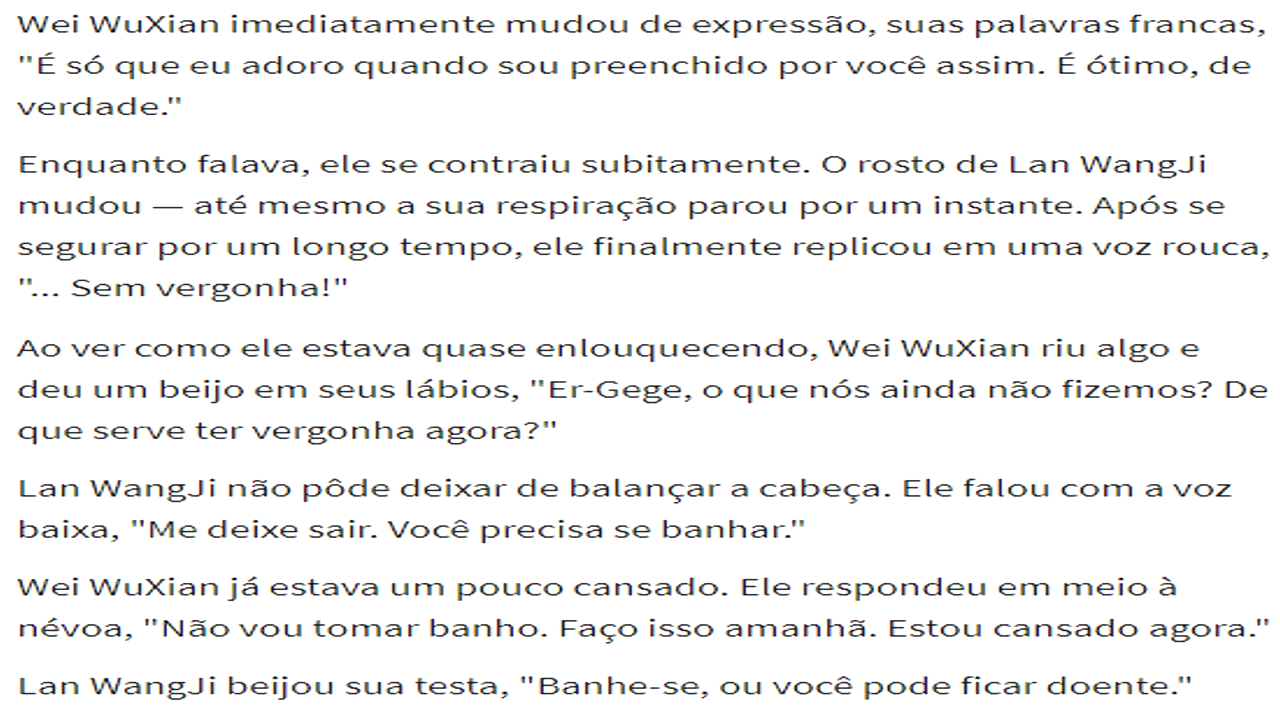 Wei WuXian imediatamente mudou de expressão, suas palavras francas,
"É só que eu adoro quando sou preenchido por você assim. É ótimo, de
verdade."
Enquanto falava, ele se contraiu subitamente. O rosto de Lan WangJi
mudou — até mesmo a sua respiração parou por um instante. Após se
segurar por um longo tempo, ele finalmente replicou em uma voz rouca,
"... Sem vergonha!"
Ao ver como ele estava quase enlouquecendo, Wei WuXian riu algo e
deu um beijo em seus lábios, "Er-Gege, o que nós ainda não fizemos? De
que serve ter vergonha agora?"
Lan WangJi não pôde deixar de balançar a cabeça. Ele falou com a voz
baixa, "Me deixe sair. Você precisa se banhar."
Wei WuXian já estava um pouco cansado. Ele respondeu em meio à
névoa, "Não vou tomar banho. Faço isso amanhã. Estou cansado agora."
Lan WangJi beijou sua testa, "Banhe-se, ou você pode ficar doente."